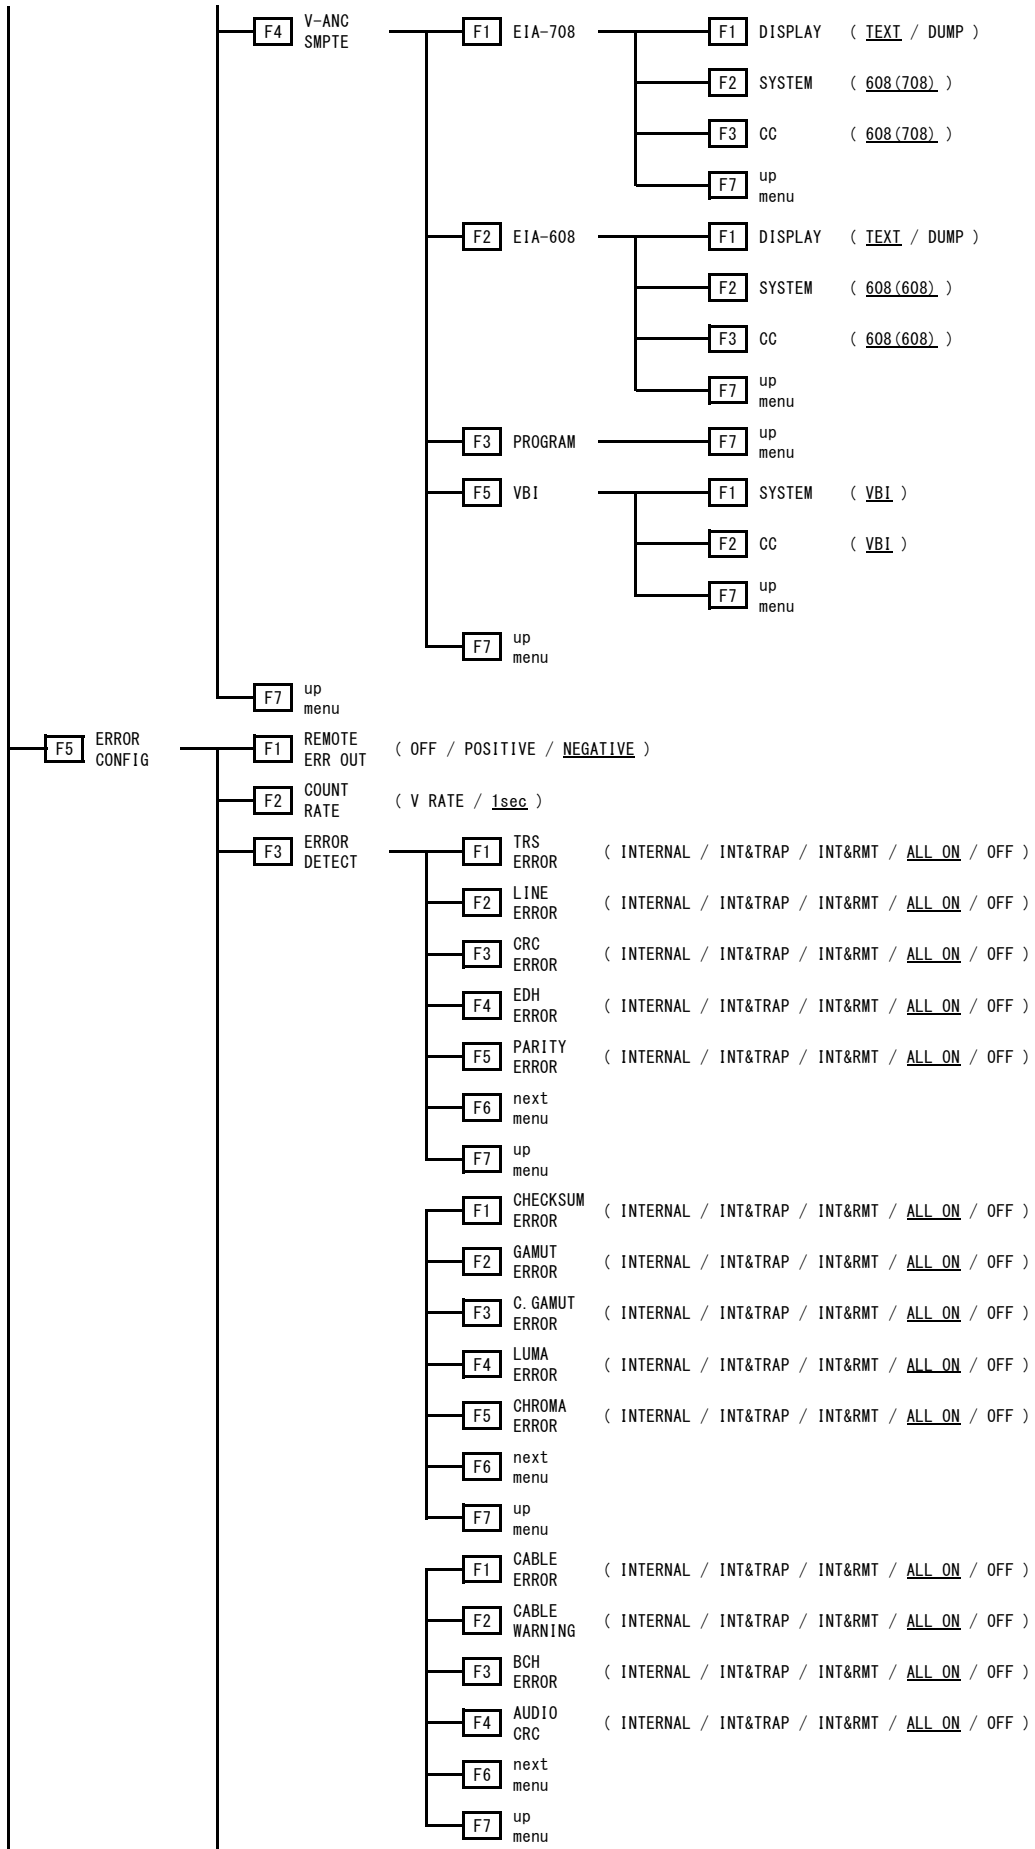 F4 V-ANC SMPTE F1 EIA-708 F1 DISPLAY ( TEXT / DUMP )
F2 SYSTEM ( 608(708) )
F3 CC ( 608(708) )
F7 up menu
F2 EIA-608 F1 DISPLAY ( TEXT / DUMP )
F2 SYSTEM ( 608(608) )
F3 CC ( 608(608) )
F7 up menu
F3 PROGRAM F7 up menu
F5 VBI F1 SYSTEM ( VBI )
F2 CC ( VBI )
F7 up menu
F7 up menu
F7 up menu
F5 ERROR CONFIG F1 REMOTE ERR OUT ( OFF / POSITIVE / NEGATIVE )
F2 COUNT RATE ( V RATE / 1sec )
F3 ERROR DETECT F1 TRS ERROR ( INTERNAL / INT&TRAP / INT&RMT / ALL ON / OFF )
F2 LINE ERROR ( INTERNAL / INT&TRAP / INT&RMT / ALL ON / OFF )
F3 CRC ERROR ( INTERNAL / INT&TRAP / INT&RMT / ALL ON / OFF )
F4 EDH ERROR ( INTERNAL / INT&TRAP / INT&RMT / ALL ON / OFF )
F5 PARITY ERROR ( INTERNAL / INT&TRAP / INT&RMT / ALL ON / OFF )
F6 next menu
F7 up menu
F1 CHECKSUM ERROR ( INTERNAL / INT&TRAP / INT&RMT / ALL ON / OFF )
F2 GAMUT ERROR ( INTERNAL / INT&TRAP / INT&RMT / ALL ON / OFF )
F3 C.GAMUT ERROR ( INTERNAL / INT&TRAP / INT&RMT / ALL ON / OFF )
F4 LUMA ERROR ( INTERNAL / INT&TRAP / INT&RMT / ALL ON / OFF )
F5 CHROMA ERROR ( INTERNAL / INT&TRAP / INT&RMT / ALL ON / OFF )
F6 next menu
F7 up menu
F1 CABLE ERROR ( INTERNAL / INT&TRAP / INT&RMT / ALL ON / OFF )
F2 CABLE WARNING ( INTERNAL / INT&TRAP / INT&RMT / ALL ON / OFF )
F3 BCH ERROR ( INTERNAL / INT&TRAP / INT&RMT / ALL ON / OFF )
F4 AUDIO CRC ( INTERNAL / INT&TRAP / INT&RMT / ALL ON / OFF )
F6 next menu
F7 up menu